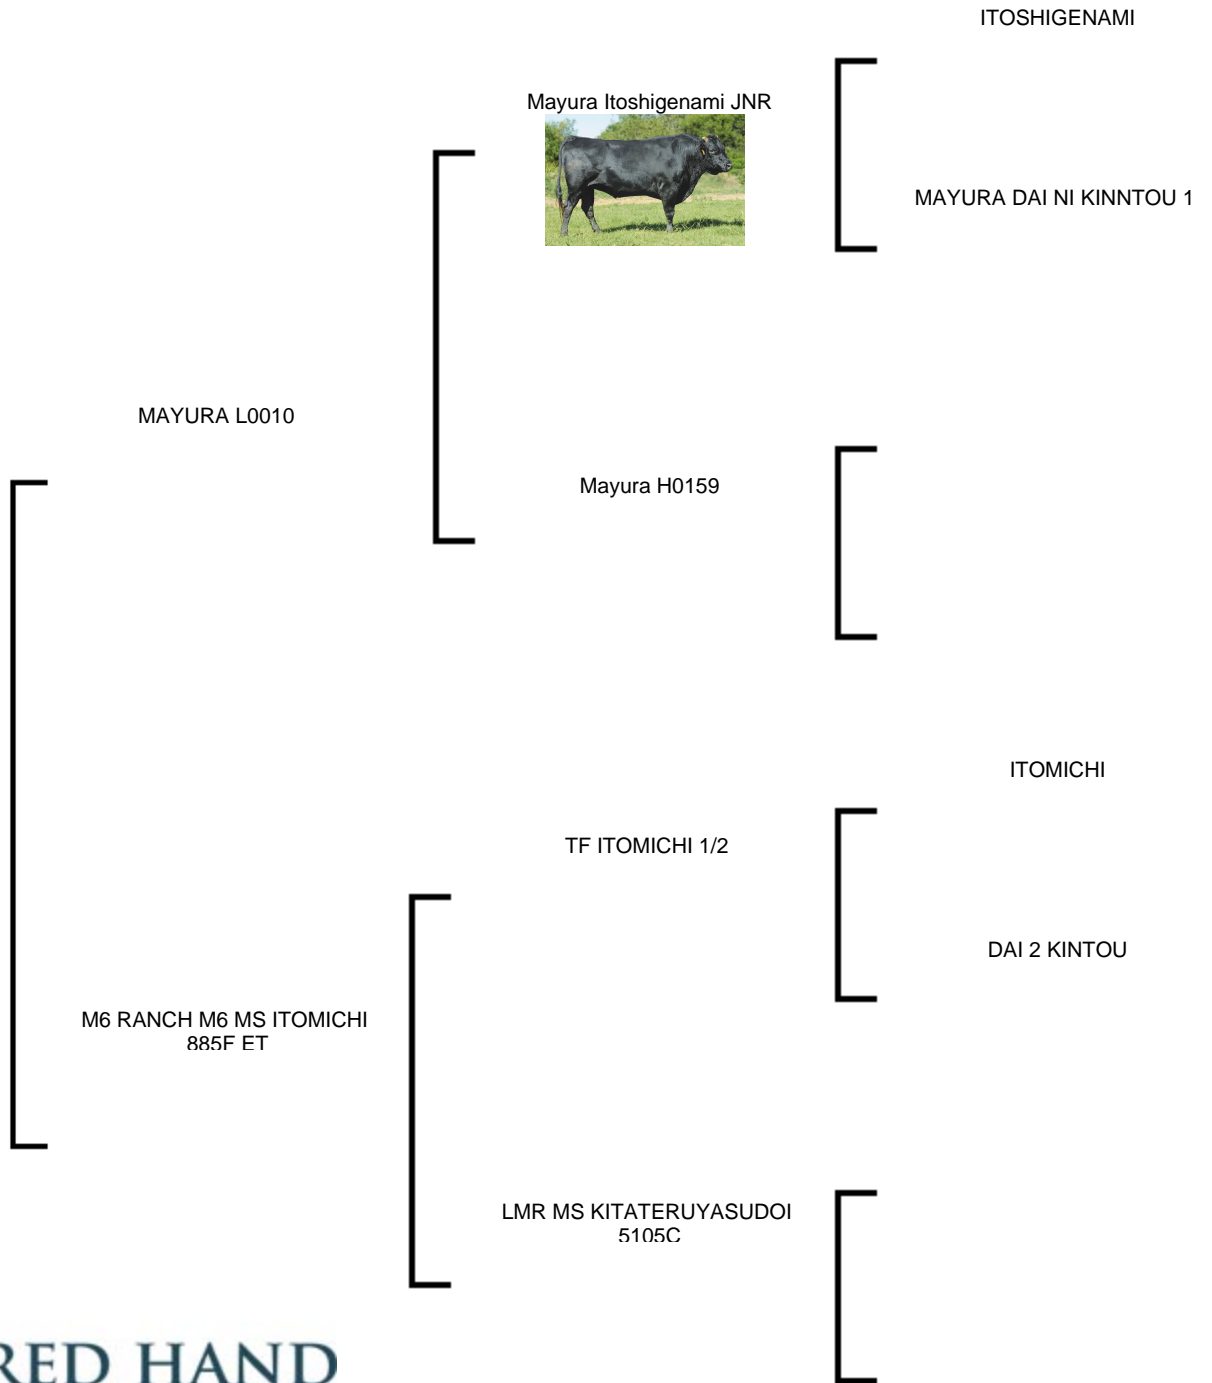 ITOSHIGENAMI
Mayura Itoshigenami JNR
MAYURA DAI NI KINNTOU 1
MAYURA L0010
Mayura H0159
ITOMICHI
TF ITOMICHI 1/2
DAI 2 KINTOU
M6 RANCH M6 MS ITOMICHI
885F ET
LMR MS KITATERUYASUDOI
5105C
RED HAND